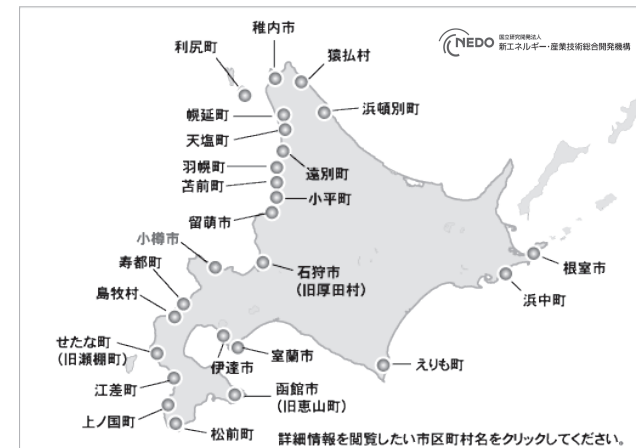 NEDO
国立研究開発法人
新エネルギー・産業技術総合開発機構
稚内市
利尻町
猿払村
浜頓別町
幌延町
天塩町
遠別町
羽幌町
苫前町
小平町
留萌市
小樽市
寿都町
島牧村
石狩市
(旧厚田村)
根室市
浜中町
せたな町
(旧瀬棚町)
伊達市
室蘭市
えりも町
江差町
函館市
(旧恵山町)
上ノ国町
松前町
詳細情報を閲覧したい市区町村名をクリックしてください。